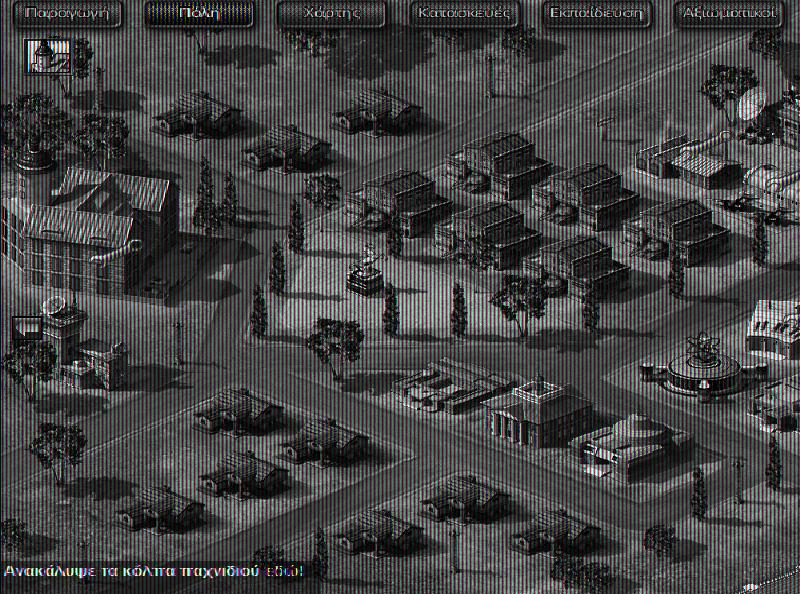 Παραγωγή
Πόλη
Χάρτης
Κατασκευές
Εκπαίδευση
Αξιωματικοί
Ανακάλυψε τα κόλπα παιχνιδιού εδώ!